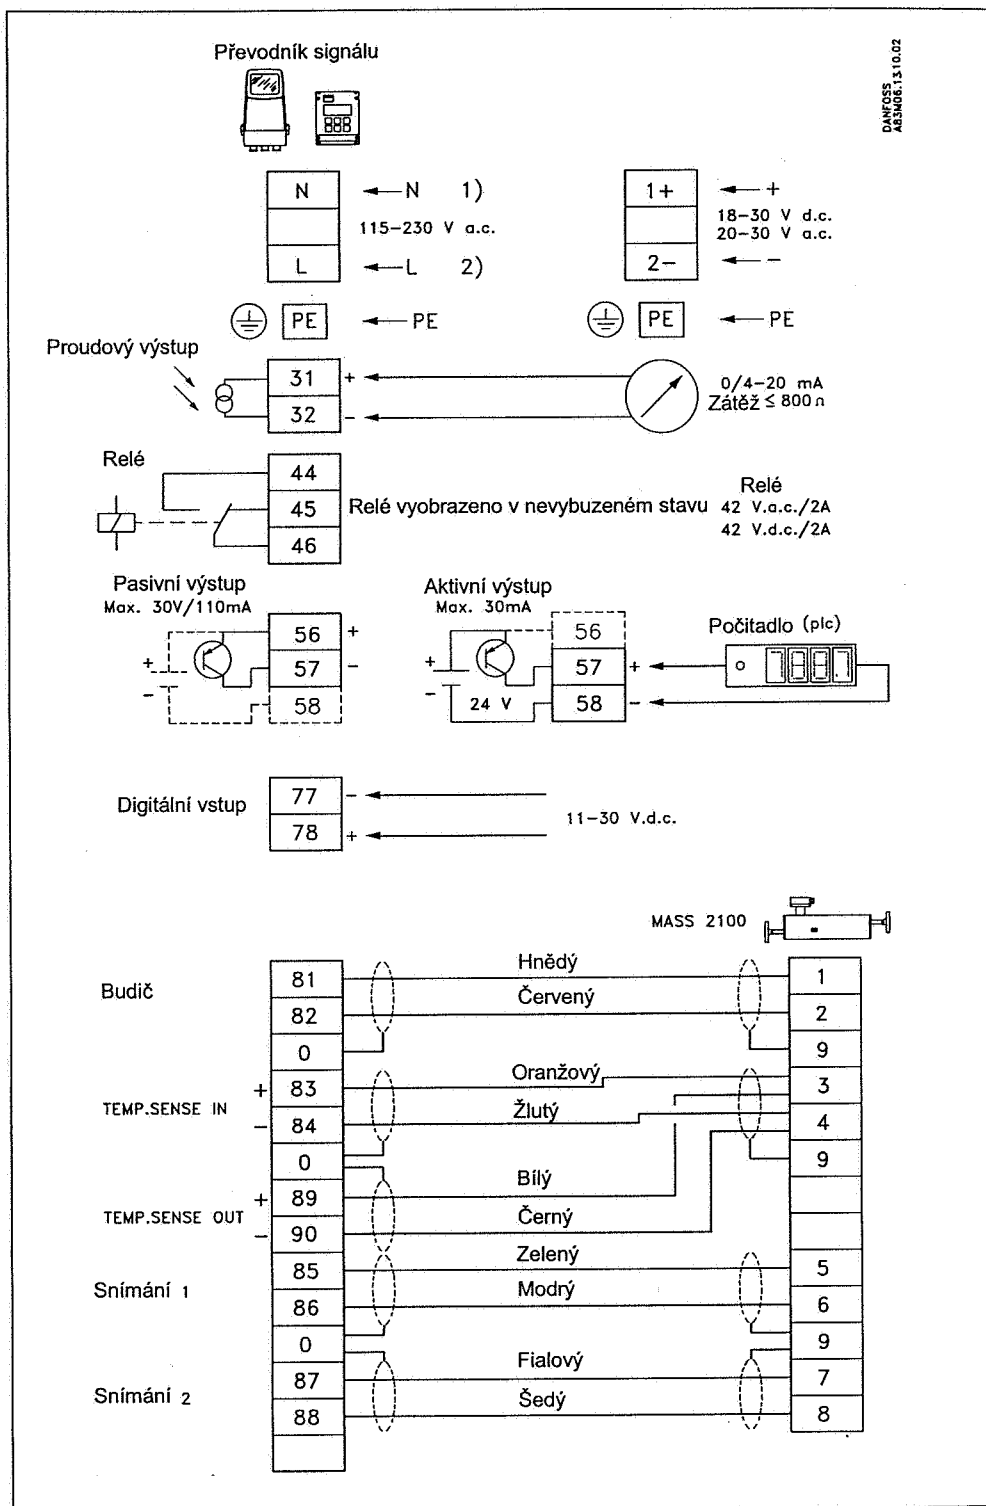 Převodník signálu
DANFOSS
A83M06.13.10.02
N
N 1)
1+
+
115-230 V a.c.
18-30 V d.c.
20-30 V a.c.
L
L 2)
2-
-
PE
PE
PE
PE
Proudový výstup
31
+
32
-
0/4-20 mA
Zátěž ≤ 800 Ω
Relé
44
45
46
Relé vyobrazeno v nevybuzeném stavu
Relé
42 V.a.c./2A
42 V.d.c./2A
Pasivní výstup
Max. 30V/110mA
+
-
56
+
57
-
58
Aktivní výstup
Max. 30mA
+
-
24 V
56
57
+
58
-
Počitadlo (plc)
Digitální vstup
77
-
78
+
11-30 V.d.c.
MASS 2100
Budič
81
Hnědý
1
82
Červený
2
0
9
TEMP.SENSE IN
+
83
Oranžový
3
-
84
Žlutý
4
0
9
TEMP.SENSE OUT
+
89
Bílý
-
90
Černý
Snímání 1
85
Zelený
5
86
Modrý
6
0
9
Snímání 2
87
Fialový
7
88
Šedý
8